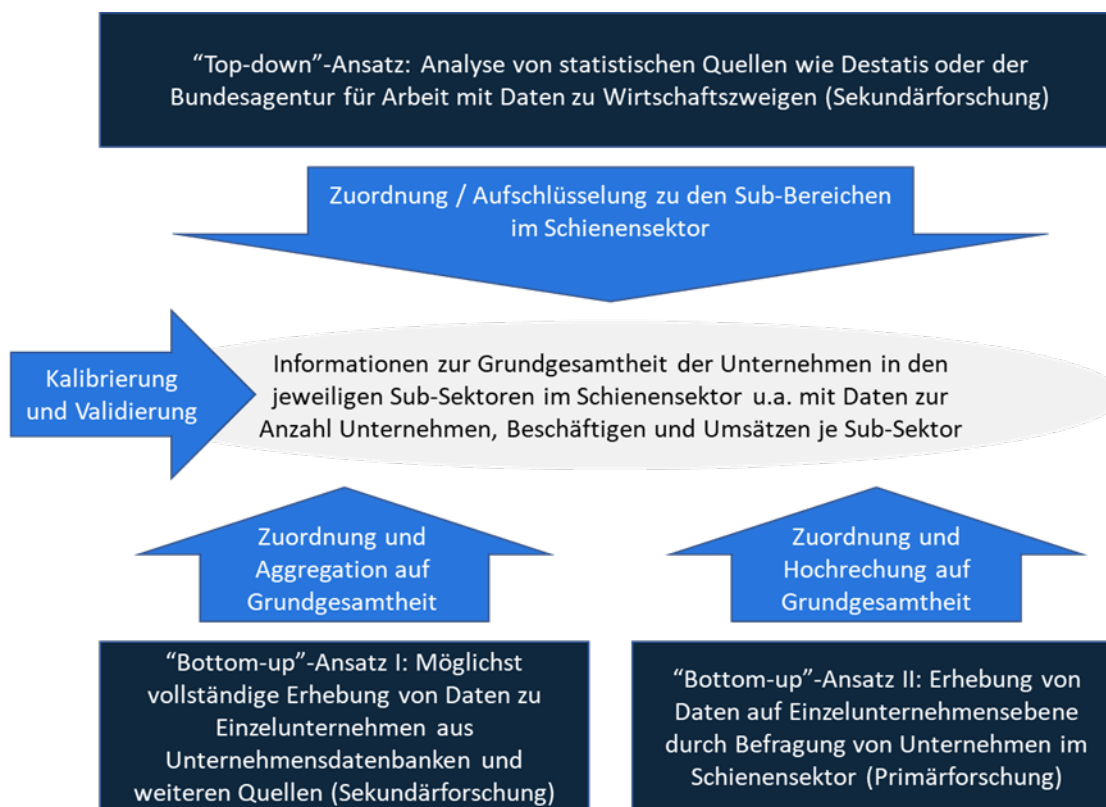 “Top-down”-Ansatz: Analyse von statistischen Quellen wie Destatis oder der
Bundesagentur für Arbeit mit Daten zu Wirtschaftszweigen (Sekundärforschung)
Zuordnung / Aufschlüsselung zu den Sub-Bereichen
im Schienensektor
Kalibrierung
und Validierung
Informationen zur Grundgesamtheit der Unternehmen in den
jeweiligen Sub-Sektoren im Schienensektor u.a. mit Daten zur
Anzahl Unternehmen, Beschäftigen und Umsätzen je Sub-Sektor
Zuordnung und
Aggregation auf
Grundgesamtheit
Zuordnung und
Hochrechung auf
Grundgesamtheit
“Bottom-up”-Ansatz I: Möglichst
vollständige Erhebung von Daten zu
Einzelunternehmen aus
Unternehmensdatenbanken und
weiteren Quellen (Sekundärforschung)
“Bottom-up”-Ansatz II: Erhebung von
Daten auf Einzelunternehmensebene
durch Befragung von Unternehmen im
Schienensektor (Primärforschung)